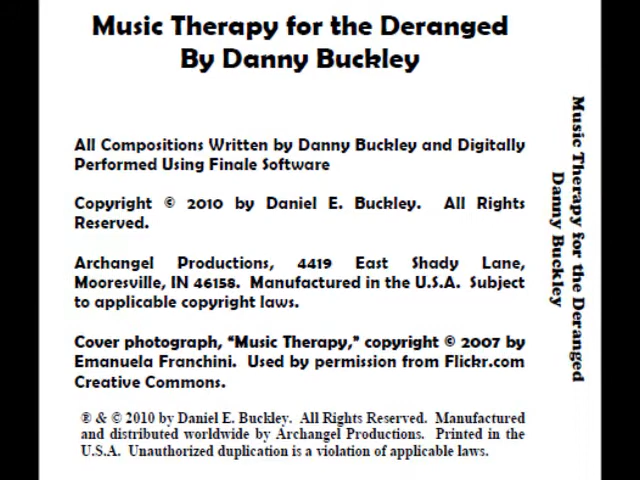 Music Therapy for the Deranged
By Danny Buckley
All Compositions Written by Danny Buckley and Digitally
Performed Using Finale Software
Copyright © 2010 by Daniel E. Buckley. All Rights
Reserved.
Archangel Productions, 4419 East Shady Lane,
Mooresville, IN 46158. Manufactured in the U.S.A. Subject
to applicable copyright laws.
Cover photograph, “Music Therapy,” copyright © 2007 by
Emanuela Franchini. Used by permission from Flickr.com
Creative Commons.
® & © 2010 by Daniel E. Buckley. All Rights Reserved. Manufactured
and distributed worldwide by Archangel Productions. Printed in the
U.S.A. Unauthorized duplication is a violation of applicable laws.
Music Therapy for the Deranged
Danny Buckley